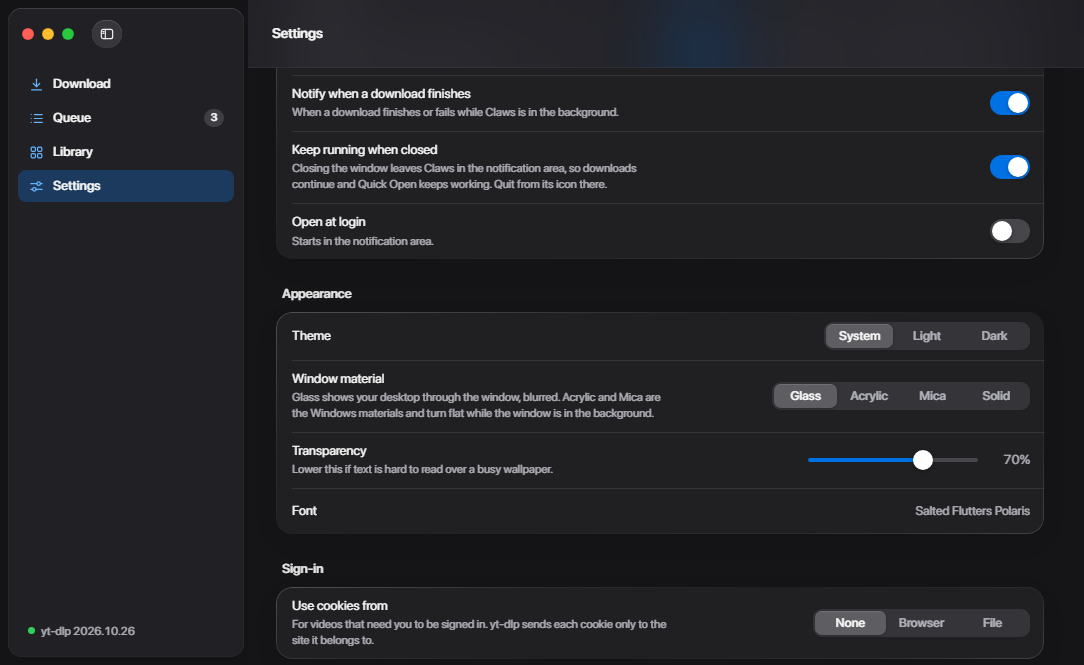 Settings
Download
Queue
3
Library
Settings
yt-dlp 2026.10.26
Notify when a download finishes
When a download finishes or fails while Claws is in the background.
Keep running when closed
Closing the window leaves Claws in the notification area, so downloads
continue and Quick Open keeps working. Quit from its icon there.
Open at login
Starts in the notification area.
Appearance
Theme
System Light Dark
Window material
Glass shows your desktop through the window, blurred. Acrylic and Mica are
the Windows materials and turn flat while the window is in the background.
Glass Acrylic Mica Solid
Transparency
Lower this if text is hard to read over a busy wallpaper.
70%
Font
Salted Flutters Polaris
Sign-in
Use cookies from
For videos that need you to be signed in. yt-dlp sends each cookie only to the
site it belongs to.
None Browser File